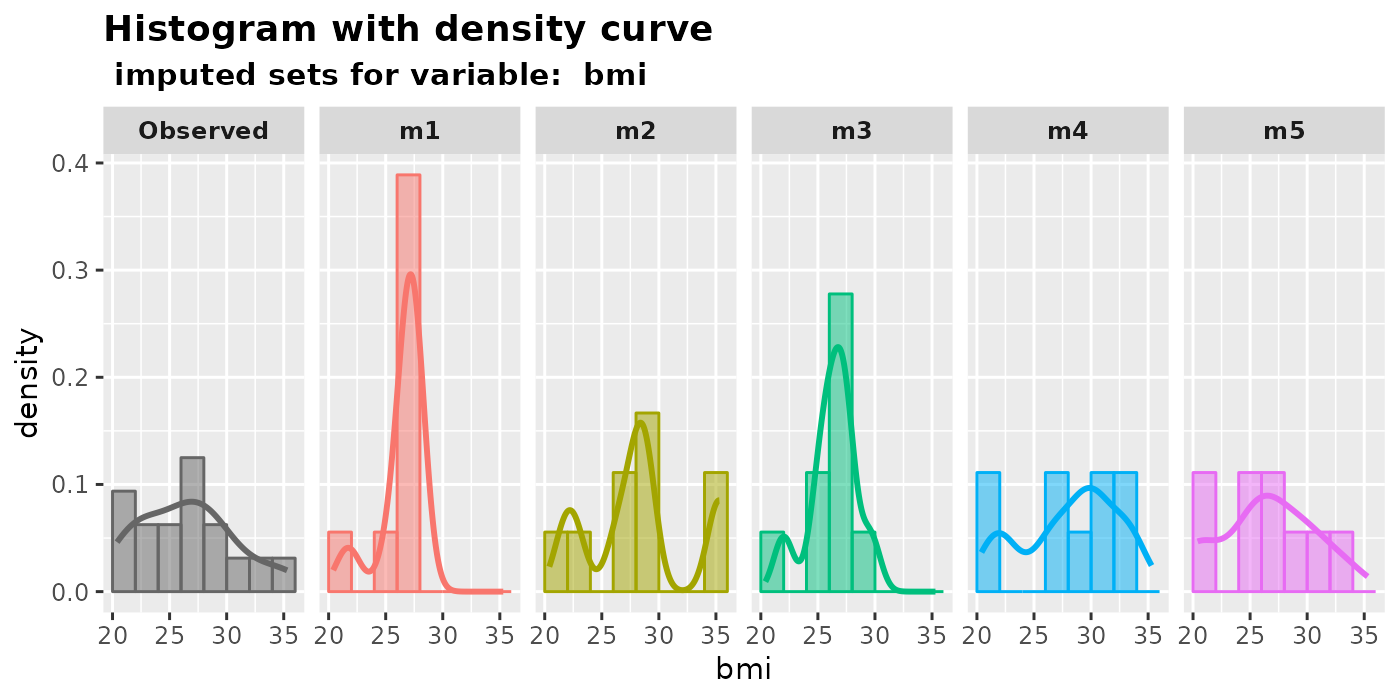 Histogram with density curve
imputed sets for variable:  bmi
Observed m1 m2 m3 m4 m5
0.4
0.3
0.2
0.1
0.0
density
20 25 30 35 20 25 30 35 20 25 30 35 20 25 30 35 20 25 30 35 20 25 30 35
bmi